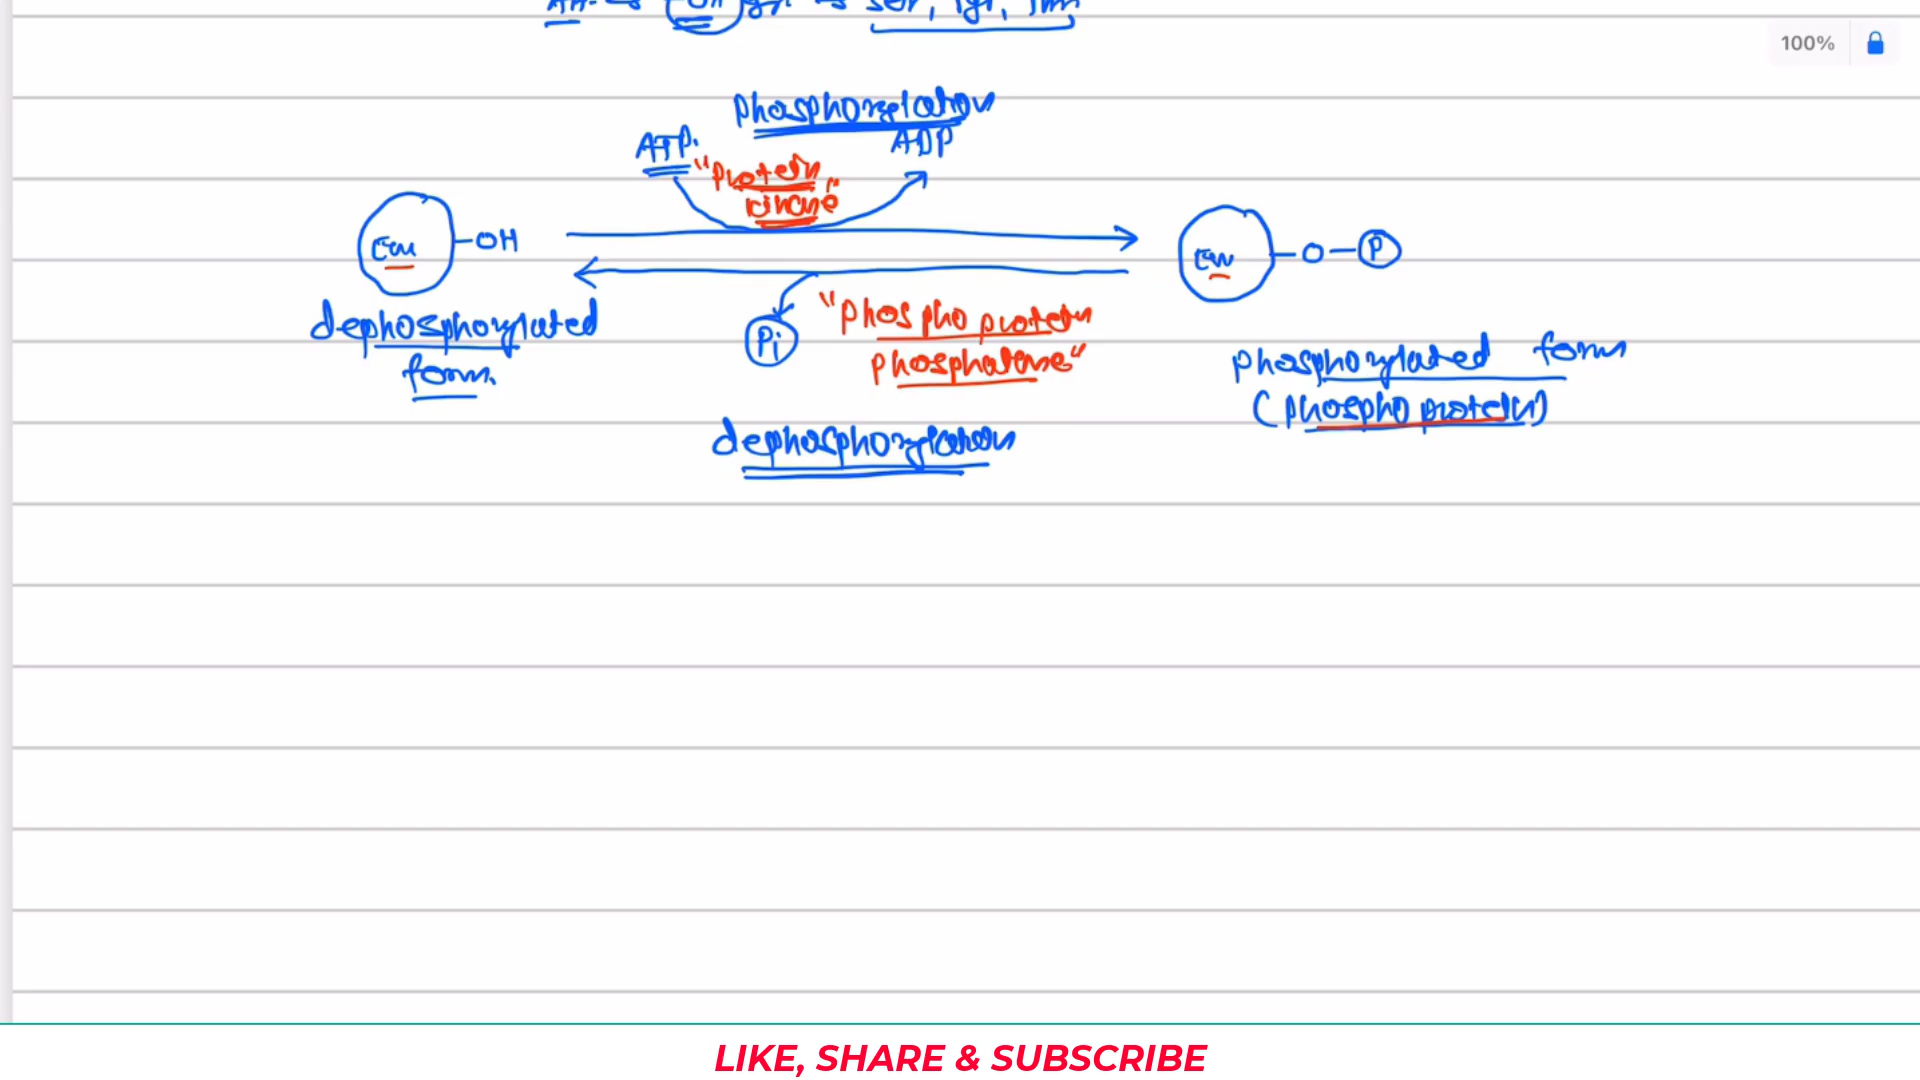 100%
phosphorylation
ATP.
ADP
"Protein
kinase"
Enz -OH
Enz -O-P
dephosphorylated
form.
Pi
"Phospho protein
phosphatase"
phosphorylated form
(phospho protein)
dephosphorylation
LIKE, SHARE & SUBSCRIBE